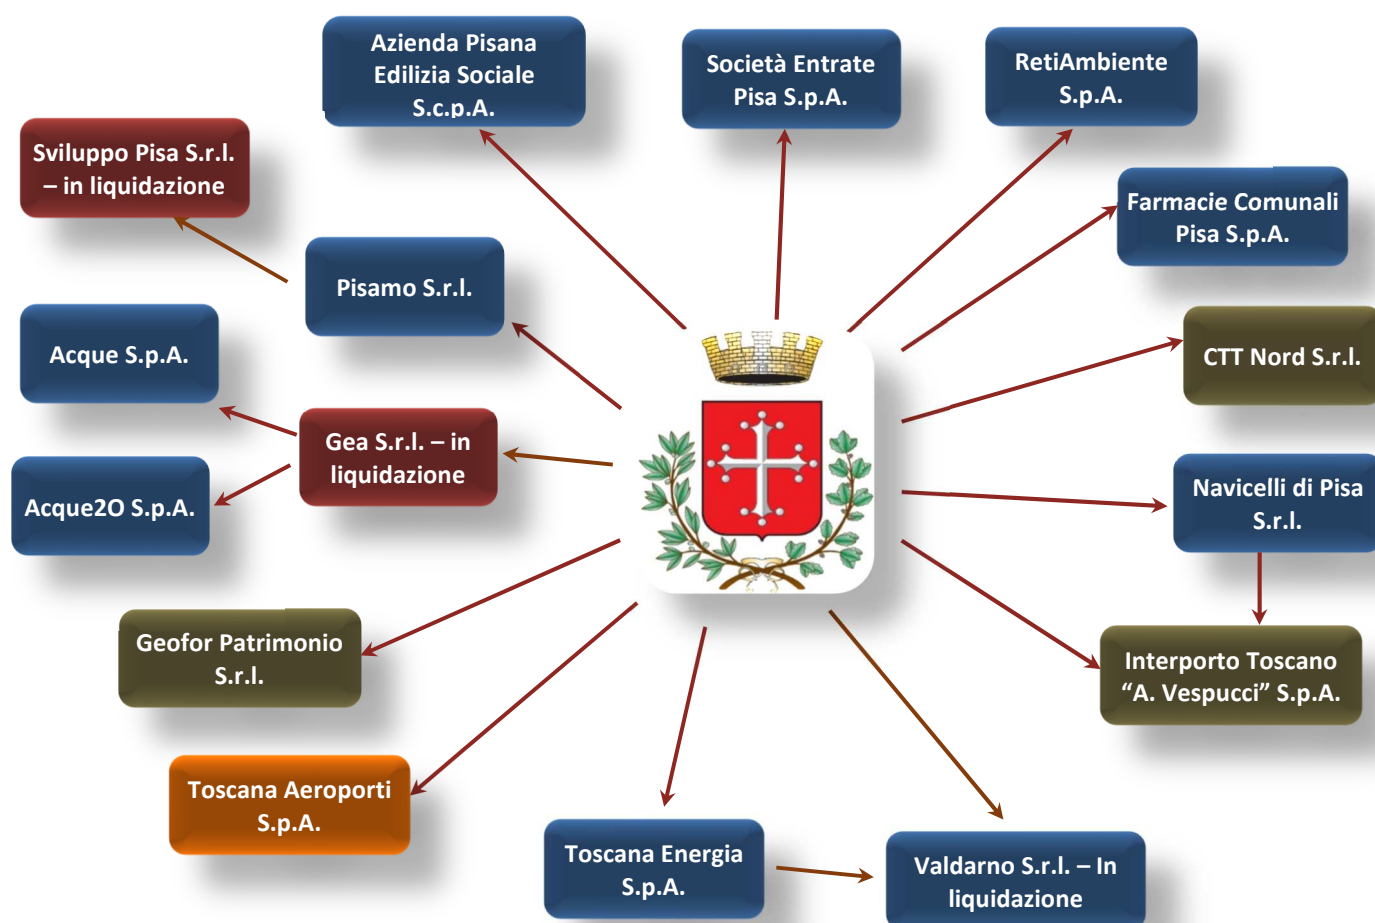 Azienda Pisana
Edilizia Sociale
S.c.p.A.
Società Entrate
Pisa S.p.A.
RetiAmbiente
S.p.A.
Sviluppo Pisa S.r.l.
– in liquidazione
Farmacie Comunali
Pisa S.p.A.
Pisamo S.r.l.
Acque S.p.A.
CTT Nord S.r.l.
Gea S.r.l. – in
liquidazione
Acque2O S.p.A.
Navicelli di Pisa
S.r.l.
Geofor Patrimonio
S.r.l.
Interporto Toscano
“A. Vespucci” S.p.A.
Toscana Aeroporti
S.p.A.
Toscana Energia
S.p.A.
Valdarno S.r.l. – In
liquidazione